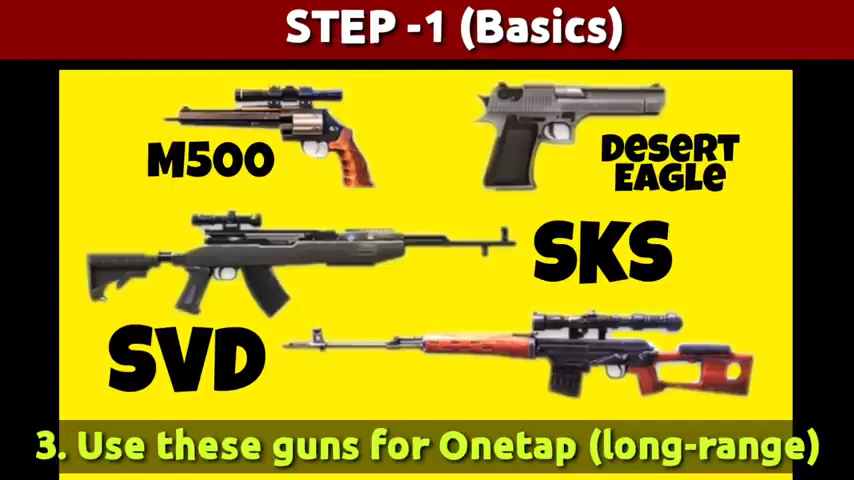 STEP -1 (Basics)
M500
DeseRT
EAGLe
SKS
SVD
3. Use these guns for Onetap (long-range)